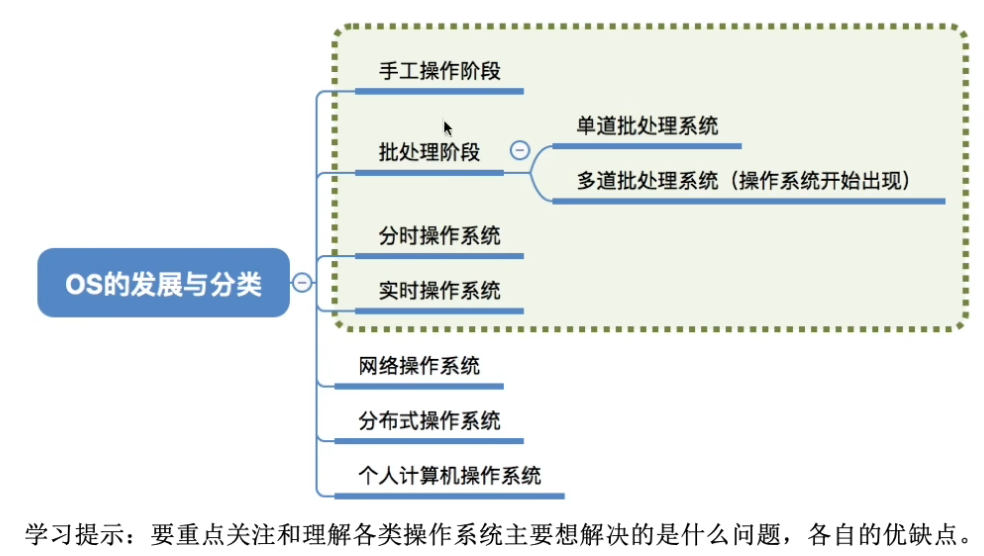 手工操作阶段
单道批处理系统
批处理阶段
多道批处理系统（操作系统开始出现）
分时操作系统
OS的发展与分类
实时操作系统
网络操作系统
分布式操作系统
个人计算机操作系统
学习提示：要重点关注和理解各类操作系统主要想解决的是什么问题，各自的优缺点。